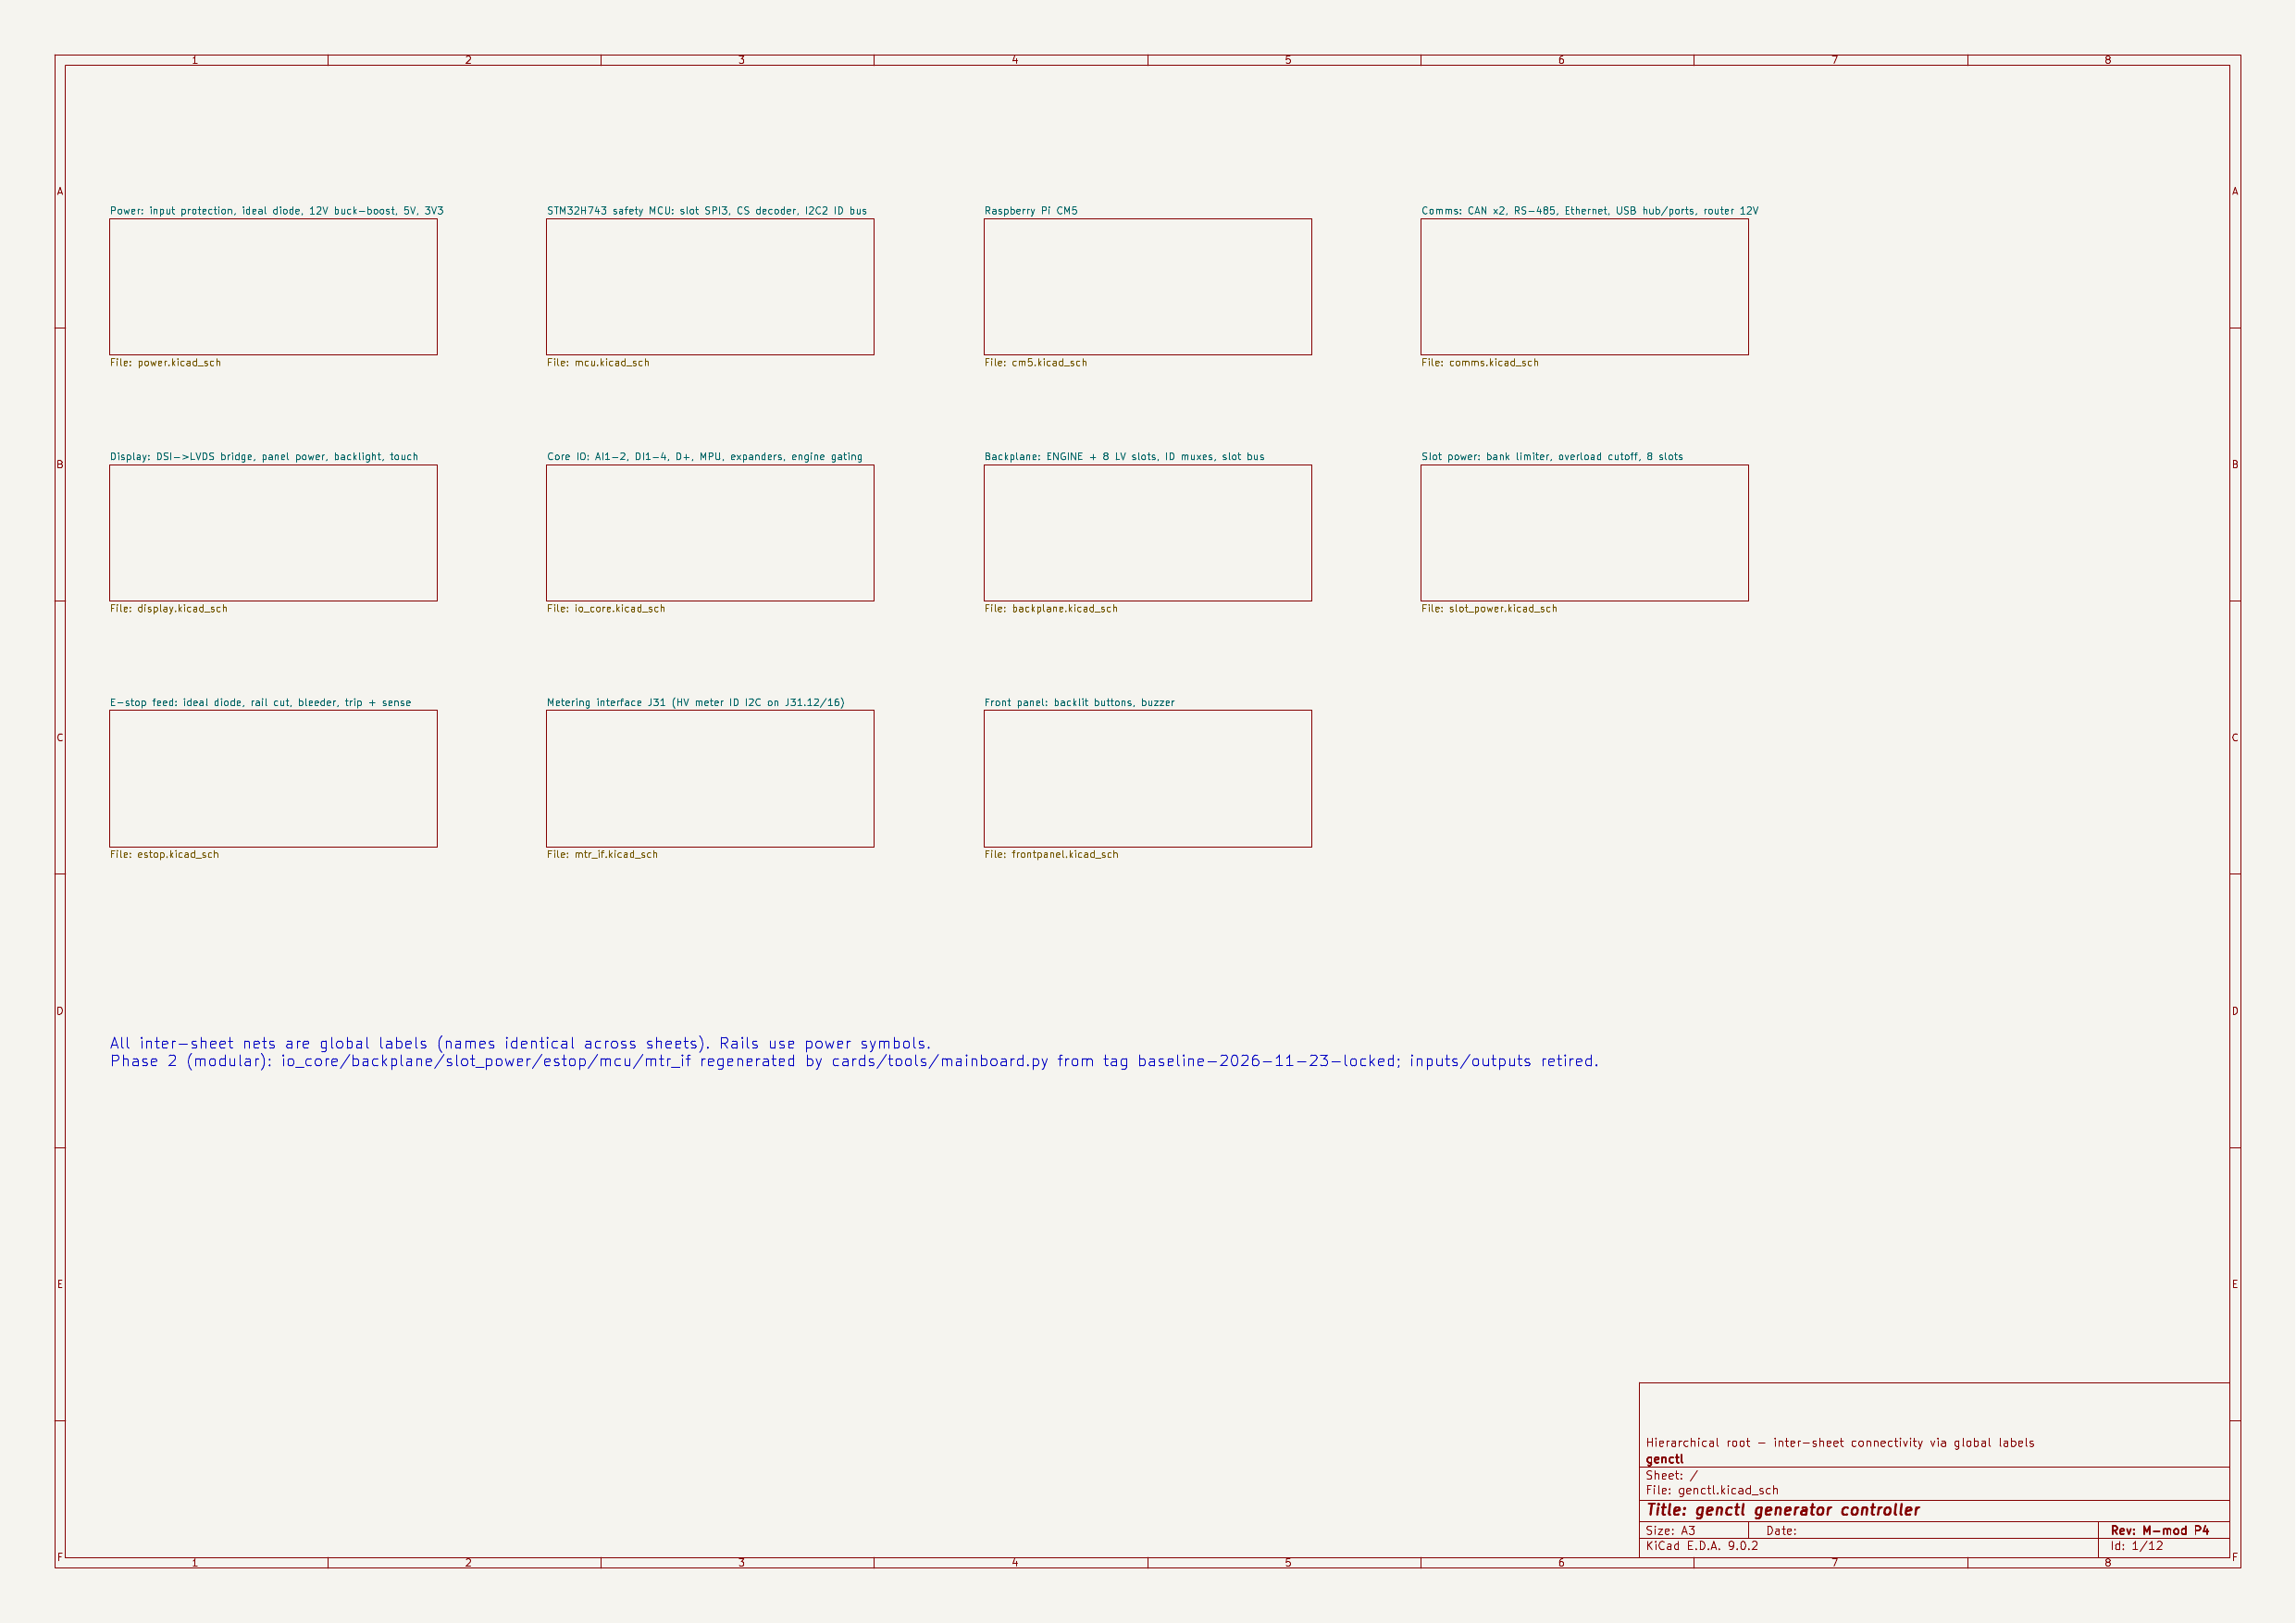 1 2 3 4 5 6 7 8
A A
Power: input protection, ideal diode, 12V buck-boost, 5V, 3V3
STM32H743 safety MCU: slot SPI3, CS decoder, I2C2 ID bus
Raspberry Pi CM5
Comms: CAN x2, RS-485, Ethernet, USB hub/ports, router 12V
File: power.kicad_sch
File: mcu.kicad_sch
File: cm5.kicad_sch
File: comms.kicad_sch
B B
Display: DSI->LVDS bridge, panel power, backlight, touch
Core IO: AI1-2, DI1-4, D+, MPU, expanders, engine gating
Backplane: ENGINE + 8 LV slots, ID muxes, slot bus
Slot power: bank limiter, overload cutoff, 8 slots
File: display.kicad_sch
File: io_core.kicad_sch
File: backplane.kicad_sch
File: slot_power.kicad_sch
E-stop feed: ideal diode, rail cut, bleeder, trip + sense
Metering interface J31 (HV meter ID I2C on J31.12/16)
Front panel: backlit buttons, buzzer
C C
File: estop.kicad_sch
File: mtr_if.kicad_sch
File: frontpanel.kicad_sch
D D
All inter-sheet nets are global labels (names identical across sheets). Rails use power symbols.
Phase 2 (modular): io_core/backplane/slot_power/estop/mcu/mtr_if regenerated by cards/tools/mainboard.py from tag baseline-2026-11-23-locked; inputs/outputs retired.
E E
Hierarchical root - inter-sheet connectivity via global labels
genctl
Sheet: /
File: genctl.kicad_sch
Title: genctl generator controller
Size: A3 Date: Rev: M-mod P4
KiCad E.D.A. 9.0.2 Id: 1/12
F F
1 2 3 4 5 6 7 8